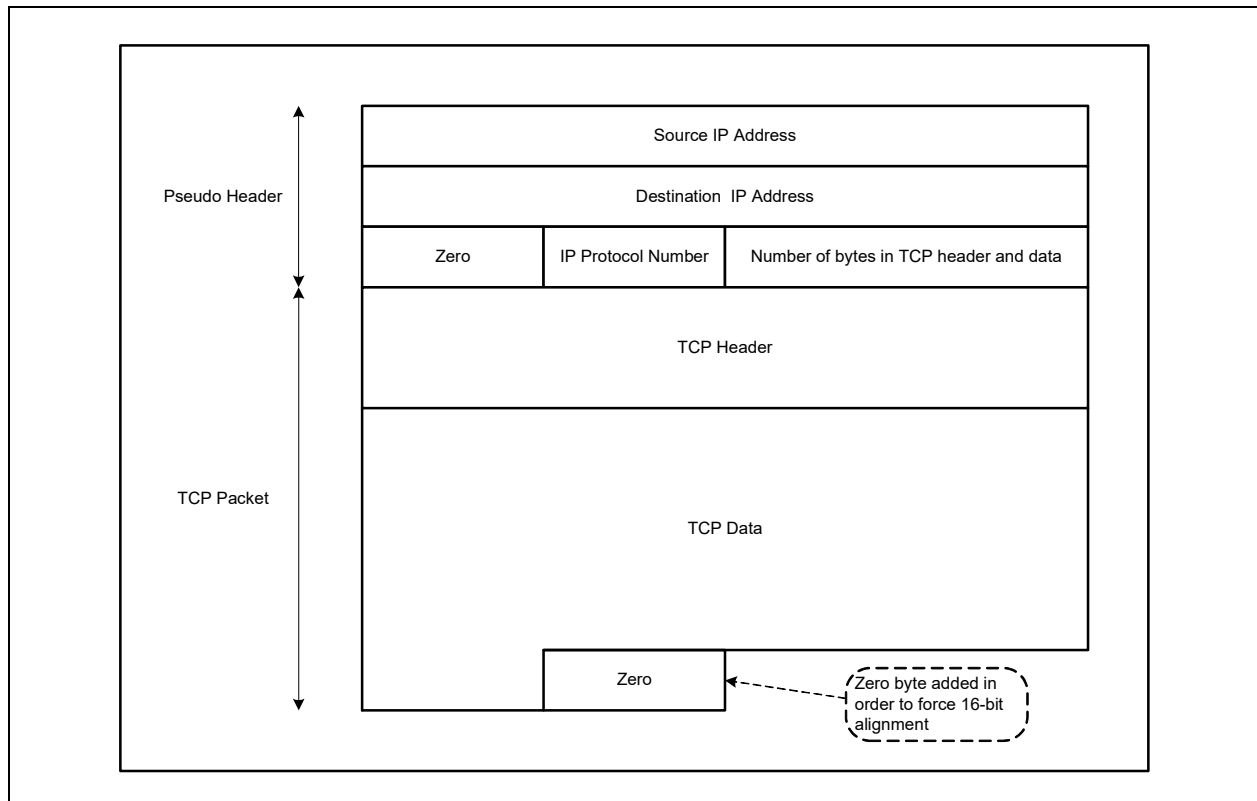 Source IP Address
Pseudo Header
Destination IP Address
Zero
IP Protocol Number
Number of bytes in TCP header and data
TCP Header
TCP Packet
TCP Data
Zero
Zero byte added in
order to force 16-bit
alignment